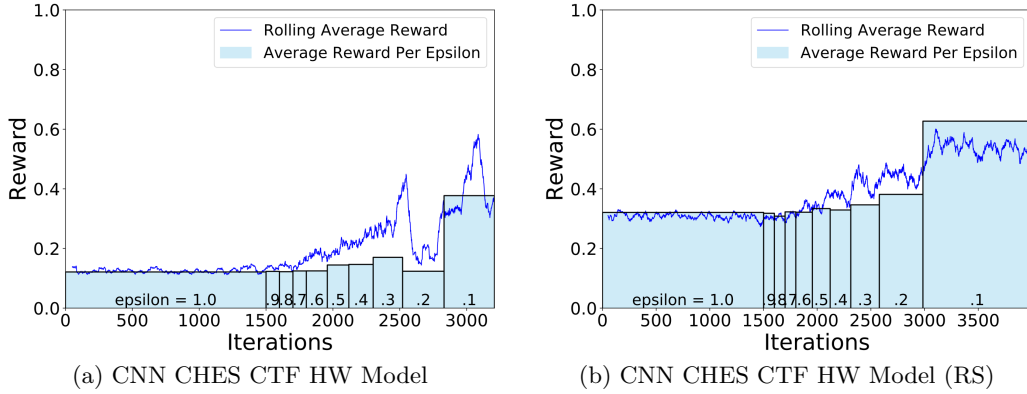 1.0
0.8
0.6
0.4
0.2
0.0
Reward
Rolling Average Reward
Average Reward Per Epsilon
epsilon = 1.0 .9 .8 .7 .6 .5 .4 .3 .2 .1
0 500 1000 1500 2000 2500 3000
Iterations
(a) CNN CHES CTF HW Model
1.0
0.8
0.6
0.4
0.2
0.0
Reward
Rolling Average Reward
Average Reward Per Epsilon
epsilon = 1.0 .9 .8 .7 .6 .5 .4 .3 .2 .1
0 500 1000 1500 2000 2500 3000 3500
Iterations
(b) CNN CHES CTF HW Model (RS)